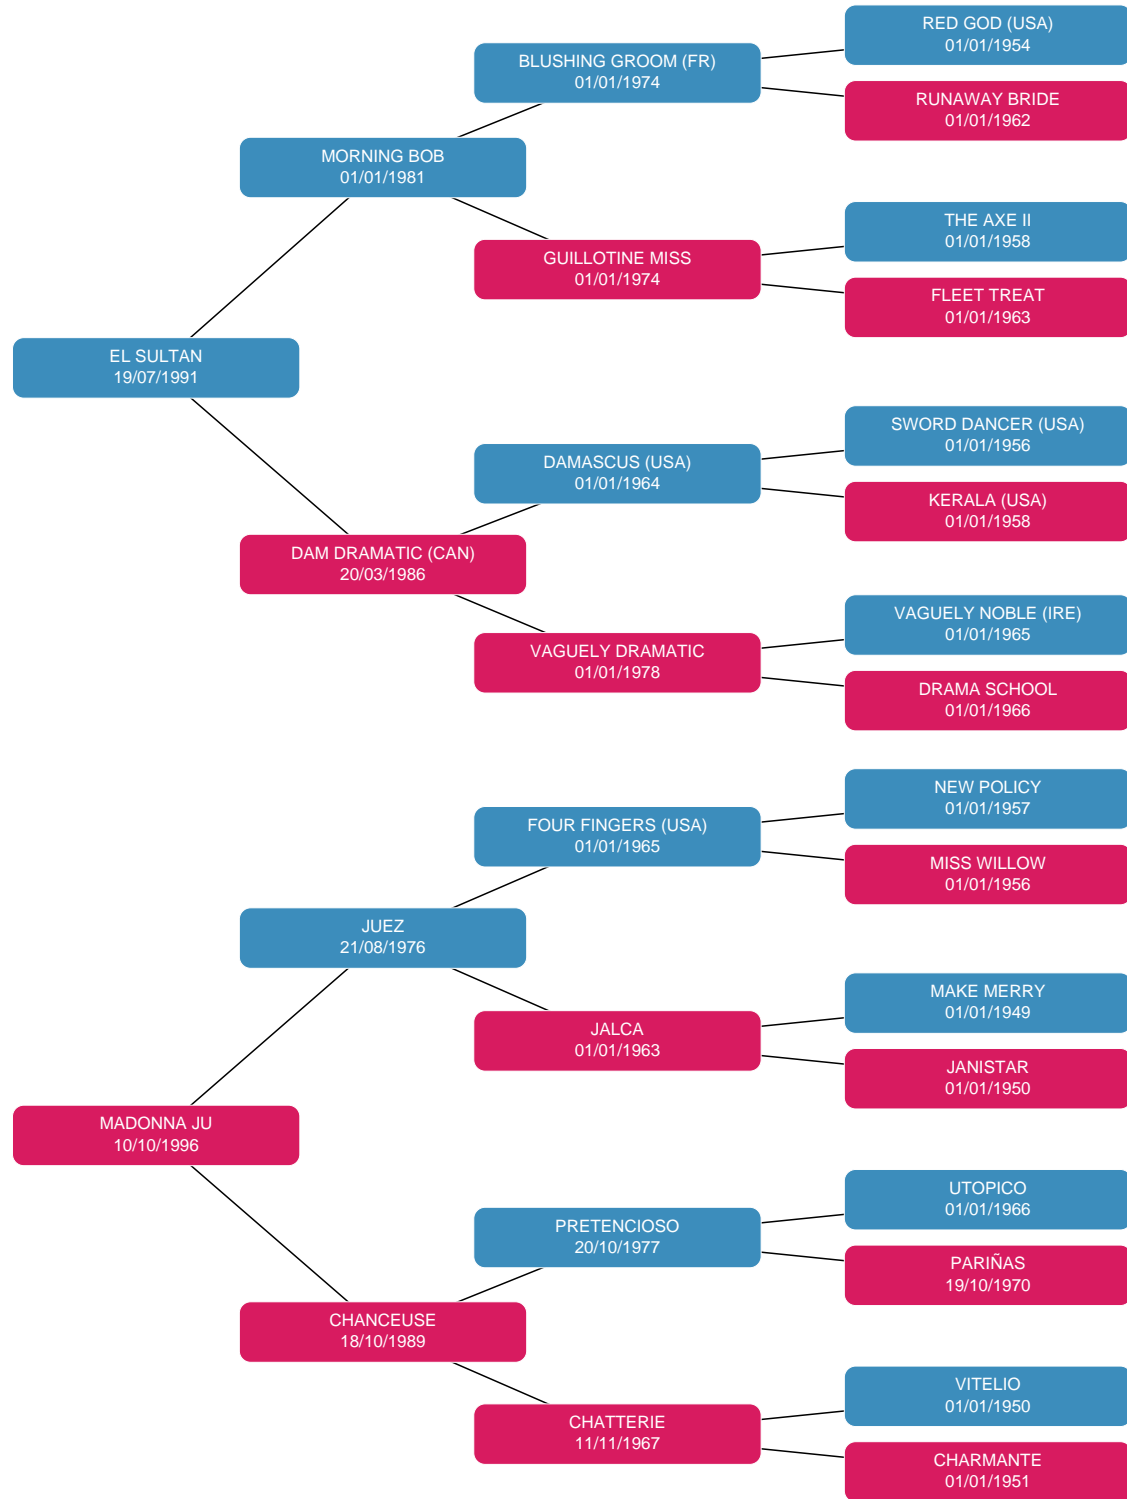 RED GOD (USA)
01/01/1954
BLUSHING GROOM (FR)
01/01/1974
RUNAWAY BRIDE
01/01/1962
MORNING BOB
01/01/1981
THE AXE II
01/01/1958
GUILLOTINE MISS
01/01/1974
FLEET TREAT
01/01/1963
EL SULTAN
19/07/1991
SWORD DANCER (USA)
01/01/1956
DAMASCUS (USA)
01/01/1964
KERALA (USA)
01/01/1958
DAM DRAMATIC (CAN)
20/03/1986
VAGUELY NOBLE (IRE)
01/01/1965
VAGUELY DRAMATIC
01/01/1978
DRAMA SCHOOL
01/01/1966
NEW POLICY
01/01/1957
FOUR FINGERS (USA)
01/01/1965
MISS WILLOW
01/01/1956
JUEZ
21/08/1976
MAKE MERRY
01/01/1949
JALCA
01/01/1963
JANISTAR
01/01/1950
MADONNA JU
10/10/1996
UTOPICO
01/01/1966
PRETENCIOSO
20/10/1977
PARIÑAS
19/10/1970
CHANCEUSE
18/10/1989
VITELIO
01/01/1950
CHATTERIE
11/11/1967
CHARMANTE
01/01/1951